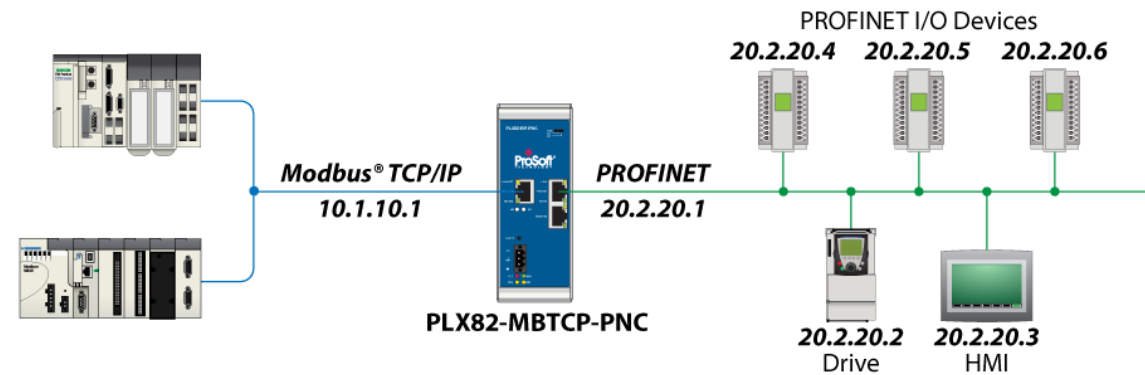 PROFINET I/O Devices
20.2.20.4 20.2.20.5 20.2.20.6
Modbus® TCP/IP
10.1.10.1
ProSoft
PROFINET
20.2.20.1
PLX82-MBTCP-PNC
20.2.20.2
Drive
20.2.20.3
HMI